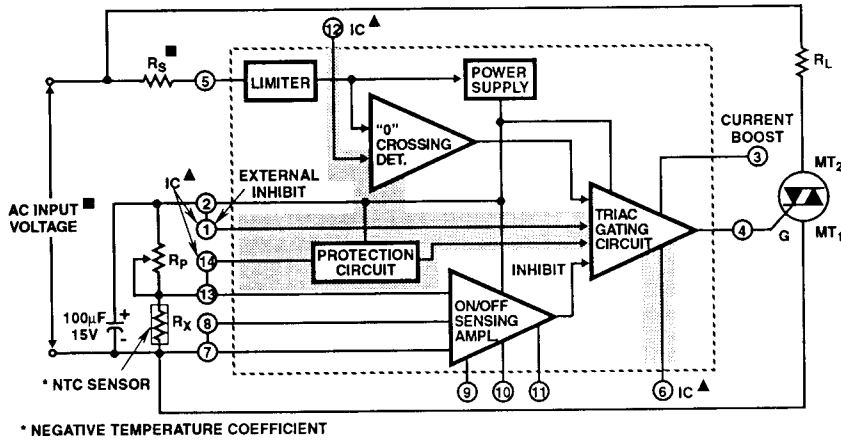 12 IC ▲
RS ■
5
LIMITER
POWER
SUPPLY
RL
"0"
CROSSING
DET.
CURRENT
BOOST
3
MT2
IC ▲
EXTERNAL
INHIBIT
2
1
AC INPUT ■
VOLTAGE
TRIAC
GATING
CIRCUIT
4
G
MT1
RP
14
PROTECTION
CIRCUIT
INHIBIT
13
ON/OFF
SENSING
AMPL.
100μF
15V
+
-
RX
8
7
* NTC SENSOR
9
10
11
6 IC ▲
* NEGATIVE TEMPERATURE COEFFICIENT